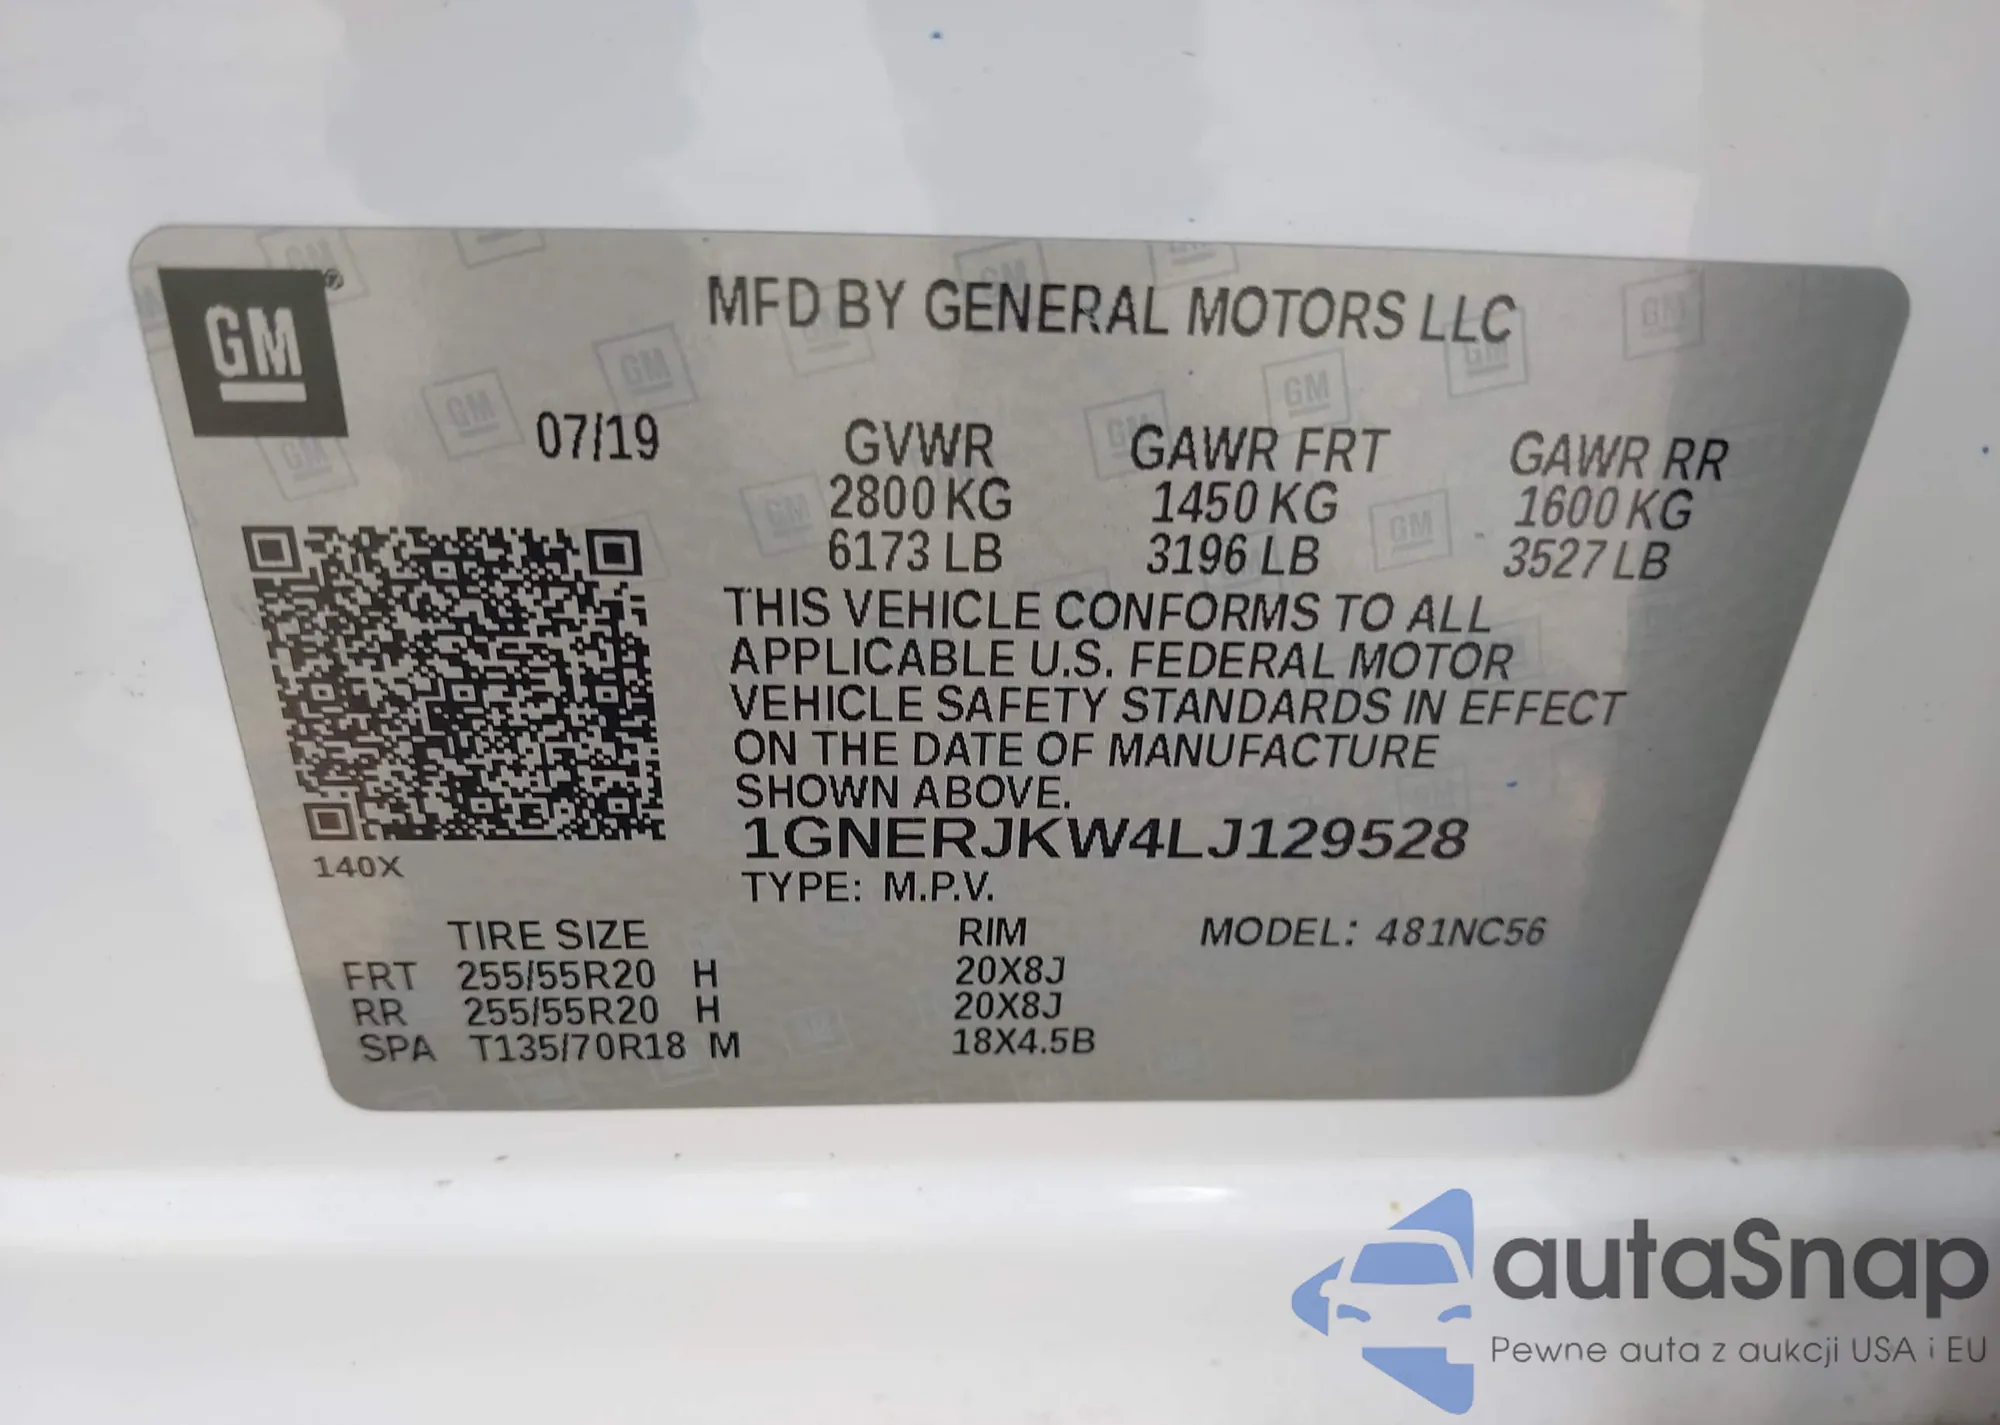 GM
MFD BY GENERAL MOTORS LLC
07/19
GVWR GAWR FRT GAWR RR
2800 KG 1450 KG 1600 KG
6173 LB 3196 LB 3527 LB
THIS VEHICLE CONFORMS TO ALL
APPLICABLE U.S. FEDERAL MOTOR
VEHICLE SAFETY STANDARDS IN EFFECT
ON THE DATE OF MANUFACTURE
SHOWN ABOVE.
1GNERJKW4LJ129528
140X
TYPE: M.P.V.
TIRE SIZE RIM MODEL: 481NC56
FRT 255/55R20 H 20X8J
RR 255/55R20 H 20X8J
SPA T135/70R18 M 18X4.5B
autaSnap
Pewne auta z aukcji USA i EU